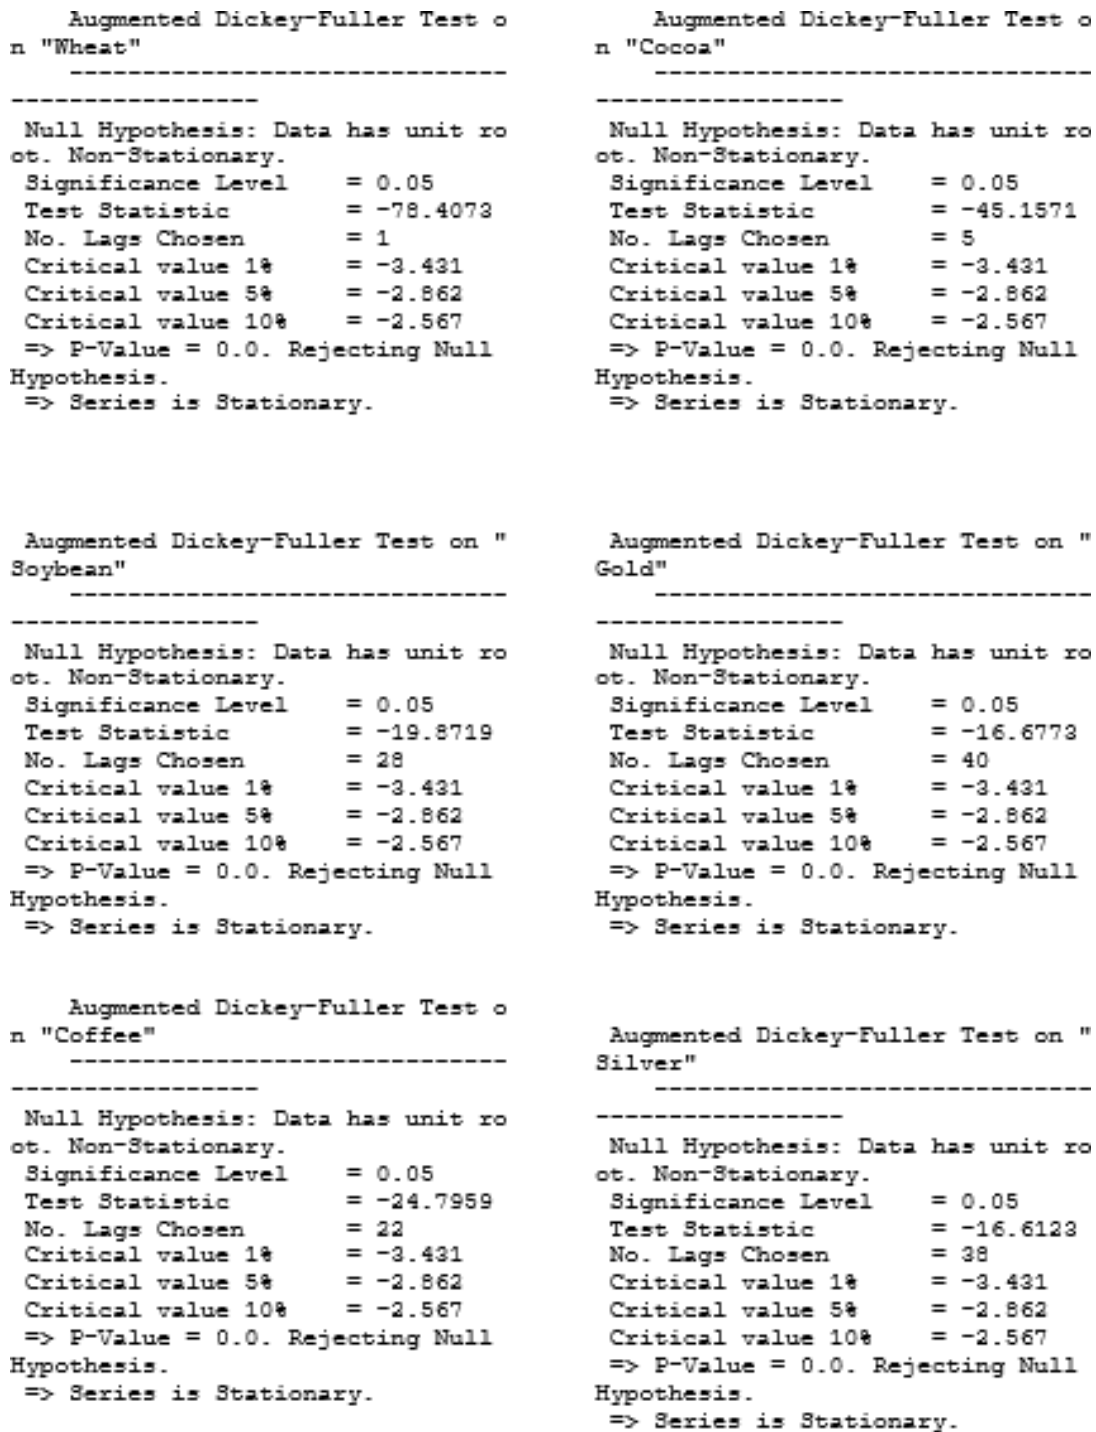 Augmented Dickey-Fuller Test o
n "Wheat"
------------------------------
-----------------
Null Hypothesis: Data has unit ro
ot. Non-Stationary.
Significance Level = 0.05
Test Statistic = -78.4073
No. Lags Chosen = 1
Critical value 1% = -3.431
Critical value 5% = -2.862
Critical value 10% = -2.567
=> P-Value = 0.0. Rejecting Null
Hypothesis.
=> Series is Stationary.
Augmented Dickey-Fuller Test o
n "Cocoa"
------------------------------
-----------------
Null Hypothesis: Data has unit ro
ot. Non-Stationary.
Significance Level = 0.05
Test Statistic = -45.1571
No. Lags Chosen = 5
Critical value 1% = -3.431
Critical value 5% = -2.862
Critical value 10% = -2.567
=> P-Value = 0.0. Rejecting Null
Hypothesis.
=> Series is Stationary.
Augmented Dickey-Fuller Test on "
Soybean"
------------------------------
-----------------
Null Hypothesis: Data has unit ro
ot. Non-Stationary.
Significance Level = 0.05
Test Statistic = -19.8719
No. Lags Chosen = 28
Critical value 1% = -3.431
Critical value 5% = -2.862
Critical value 10% = -2.567
=> P-Value = 0.0. Rejecting Null
Hypothesis.
=> Series is Stationary.
Augmented Dickey-Fuller Test on "
Gold"
------------------------------
-----------------
Null Hypothesis: Data has unit ro
ot. Non-Stationary.
Significance Level = 0.05
Test Statistic = -16.6773
No. Lags Chosen = 40
Critical value 1% = -3.431
Critical value 5% = -2.862
Critical value 10% = -2.567
=> P-Value = 0.0. Rejecting Null
Hypothesis.
=> Series is Stationary.
Augmented Dickey-Fuller Test o
n "Coffee"
------------------------------
-----------------
Null Hypothesis: Data has unit ro
ot. Non-Stationary.
Significance Level = 0.05
Test Statistic = -24.7959
No. Lags Chosen = 22
Critical value 1% = -3.431
Critical value 5% = -2.862
Critical value 10% = -2.567
=> P-Value = 0.0. Rejecting Null
Hypothesis.
=> Series is Stationary.
Augmented Dickey-Fuller Test on "
Silver"
------------------------------
-----------------
Null Hypothesis: Data has unit ro
ot. Non-Stationary.
Significance Level = 0.05
Test Statistic = -16.6123
No. Lags Chosen = 38
Critical value 1% = -3.431
Critical value 5% = -2.862
Critical value 10% = -2.567
=> P-Value = 0.0. Rejecting Null
Hypothesis.
=> Series is Stationary.